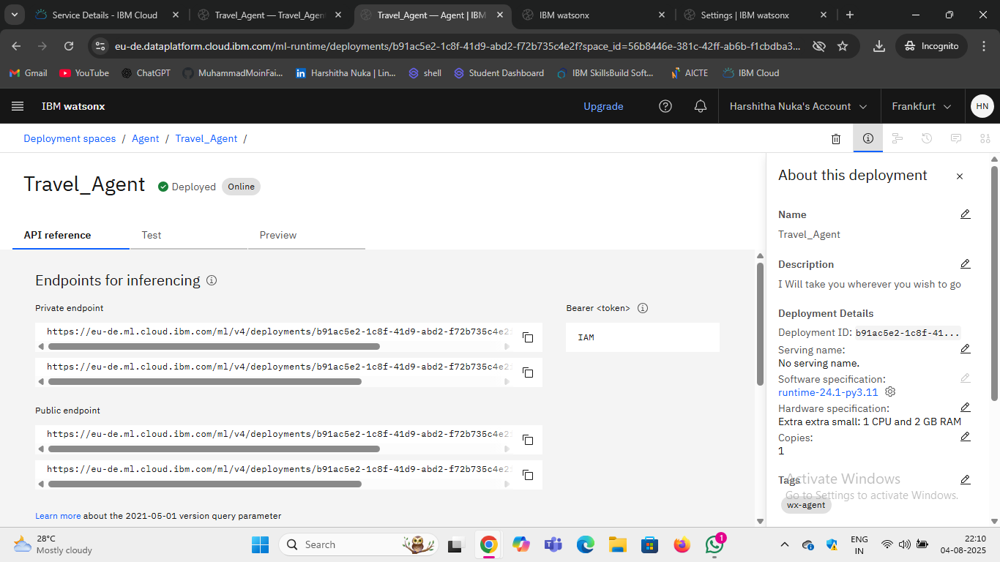 Service Details - IBM Cloud
Travel_Agent — Travel_Agent
Travel_Agent — Agent | IBM
IBM watsonx
Settings | IBM watsonx
eu-de.dataplatform.cloud.ibm.com/ml-runtime/deployments/b91ac5e2-1c8f-41d9-abd2-f72b735c4e2f?space_id=56b8446e-381c-42ff-ab6b-f1cbdba3...
Incognito
Gmail
YouTube
ChatGPT
MuhammadMoinFai...
Harshitha Nuka | Lin...
shell
Student Dashboard
IBM SkillsBuild Soft...
AICTE
IBM Cloud
IBM watsonx
Upgrade
Harshitha Nuka's Account
Frankfurt
HN
Deployment spaces / Agent / Travel_Agent /
Travel_Agent
Deployed
Online
API reference
Test
Preview
Endpoints for inferencing
Private endpoint
https://eu-de.ml.cloud.ibm.com/ml/v4/deployments/b91ac5e2-1c8f-41d9-abd2-f72b735c4e2
https://eu-de.ml.cloud.ibm.com/ml/v4/deployments/b91ac5e2-1c8f-41d9-abd2-f72b735c4e2
Bearer <token>
IAM
Public endpoint
https://eu-de.ml.cloud.ibm.com/ml/v4/deployments/b91ac5e2-1c8f-41d9-abd2-f72b735c4e2
https://eu-de.ml.cloud.ibm.com/ml/v4/deployments/b91ac5e2-1c8f-41d9-abd2-f72b735c4e2
Learn more about the 2021-05-01 version query parameter
About this deployment
Name
Travel_Agent
Description
I Will take you wherever you wish to go
Deployment Details
Deployment ID: b91ac5e2-1c8f-41...
Serving name:
No serving name.
Software specification:
runtime-24.1-py3.11
Hardware specification:
Extra extra small: 1 CPU and 2 GB RAM
Copies:
1
Tags
wx-agent
Activate Windows
Go to Settings to activate Windows.
28°C
Mostly cloudy
Search
1
ENG
IN
22:10
04-08-2025